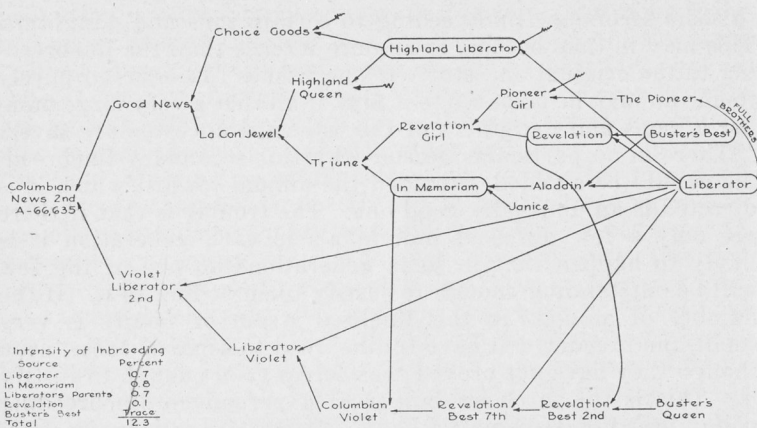 Choice Goods
Highland Liberator
Highland
Queen
Pioneer
Girl
The Pioneer
FULL
BROTHERS
Good News
La Con Jewel
Revelation
Girl
Revelation
Buster's Best
Triune
In Memoriam
Aladdin
Liberator
Janice
Columbian
News 2nd
A-66,635
Violet
Liberator
2nd
Liberator
Violet
Columbian
Violet
Revelation
Best 7th
Revelation
Best 2nd
Buster's
Queen
Intensity of Inbreeding
Source Percent
Liberator 10.7
In Memoriam 0.8
Liberators Parents 0.7
Revelation 0.1
Buster's Best Trace
Total 12.3